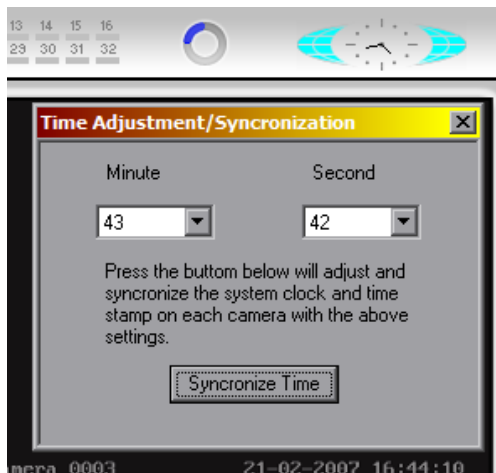 13 14 15 16
29 30 31 32
Time Adjustment/Syncronization
Minute Second
43 42
Press the buttom below will adjust and
syncronize the system clock and time
stamp on each camera with the above
settings.
Syncronize Time
mera 0003 21-02-2007 16:44:10